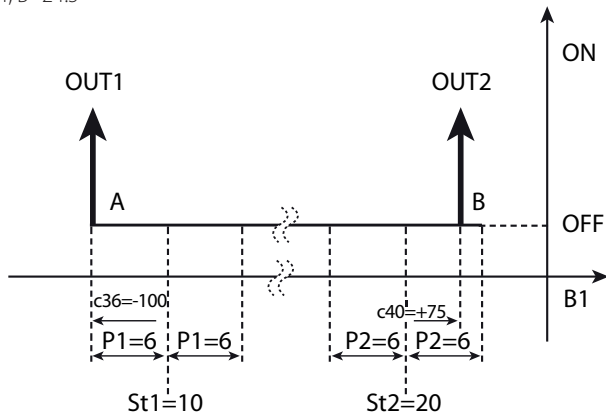 ON
OUT1 OUT2
A B
OFF
c36=-100 c40=+75 B1
P1=6 P1=6 P2=6 P2=6
St1=10 St2=20